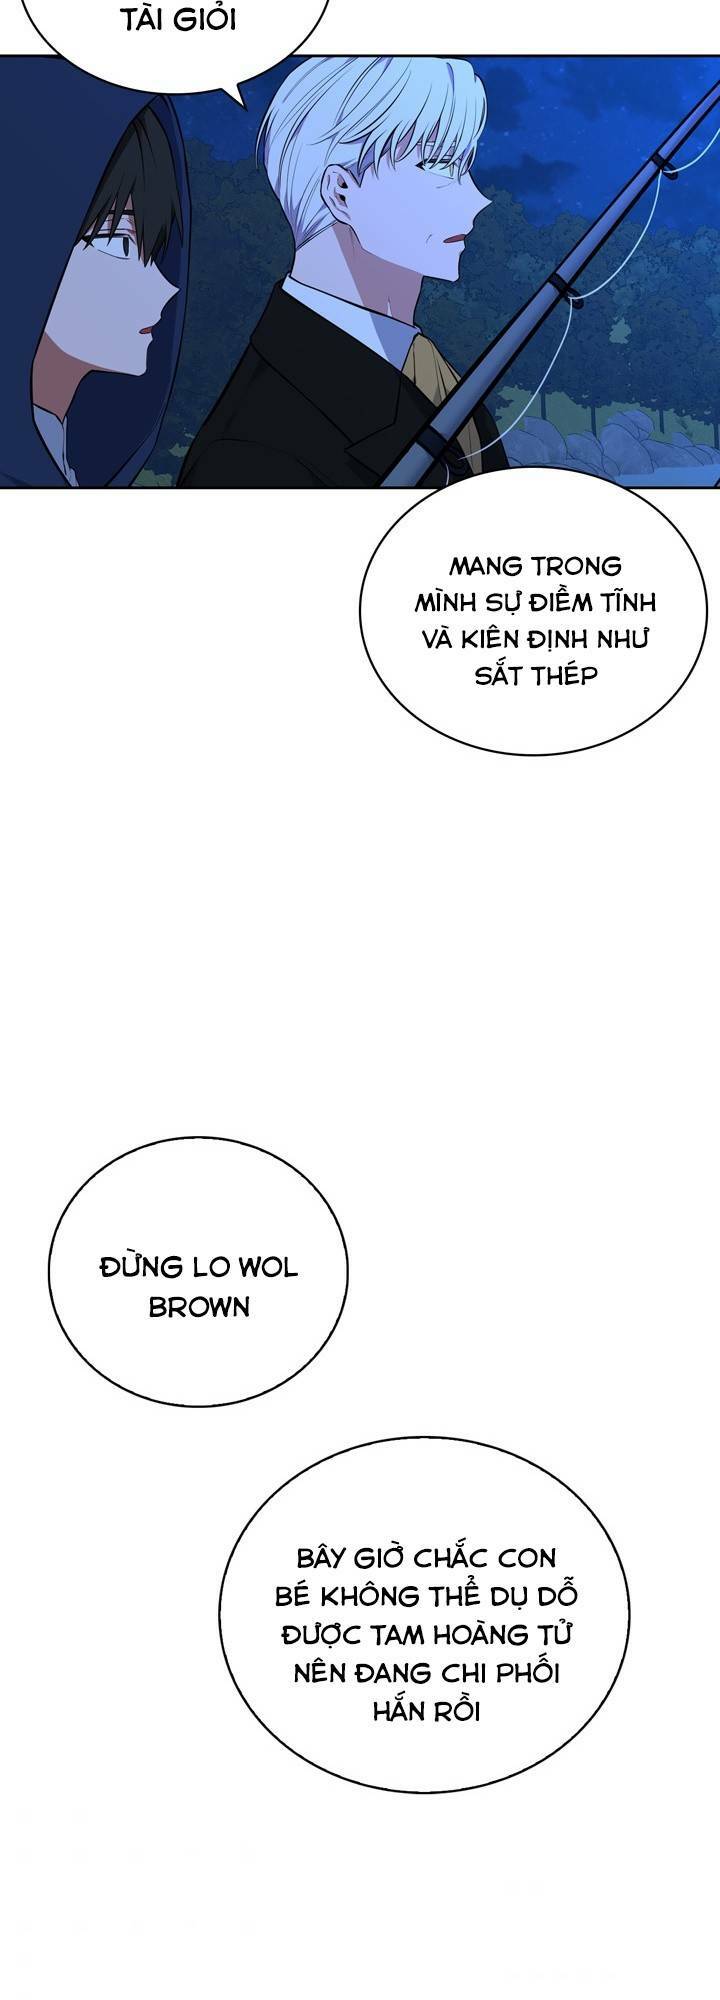 TÀI GIỎI
MANG TRONG
MÌNH SỰ ĐIỀM TĨNH
VÀ KIÊN ĐỊNH NHƯ
SẮT THÉP
ĐỪNG LO WOL
BROWN
BÂY GIỜ CHẮC CON
BÉ KHÔNG THỂ DỤ DỖ
ĐƯỢC TAM HOÀNG TỬ
NÊN ĐANG CHI PHỐI
HẮN RỒI